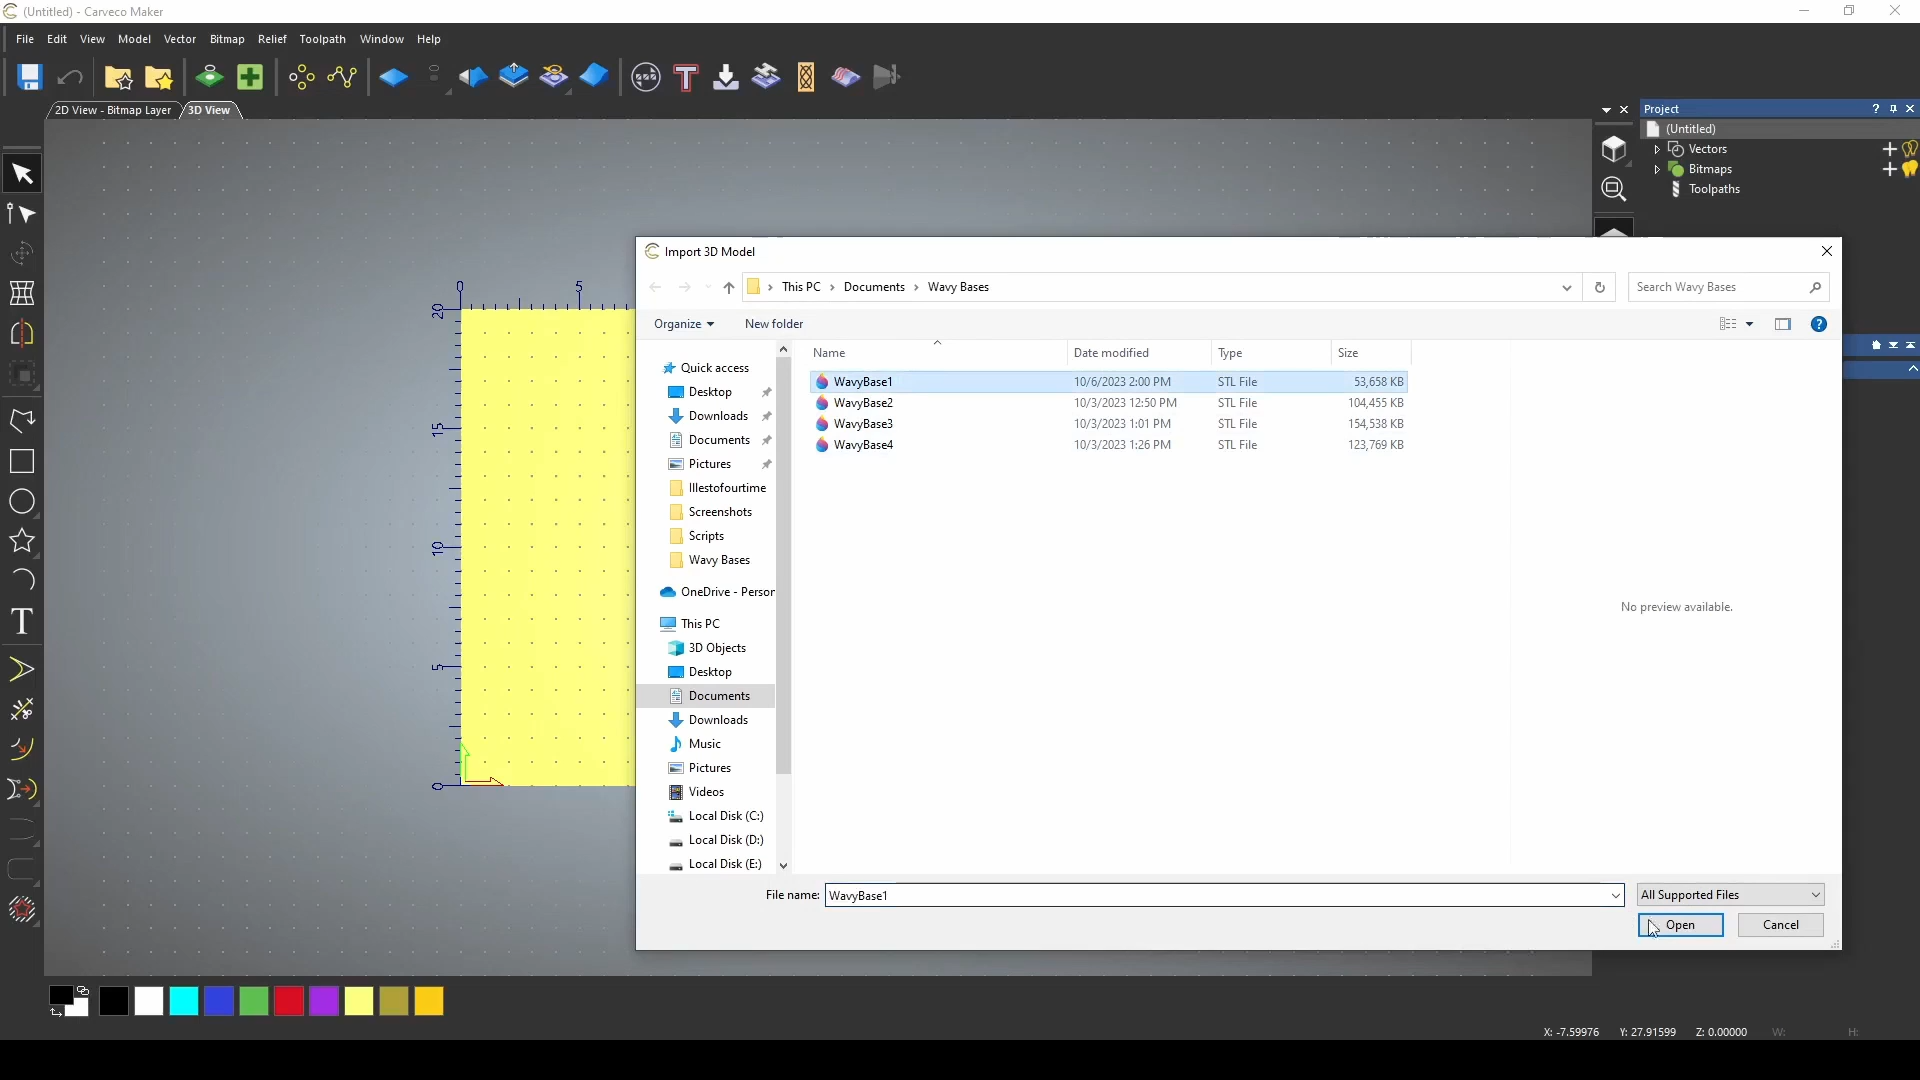 (Untitled) - Carveco Maker
File Edit View Model Vector Bitmap Relief Toolpath Window Help
2D View - Bitmap Layer 3D View
Project
(Untitled)
Vectors
Bitmaps
Toolpaths
0 5
20
15
10
5
0
Import 3D Model
This PC › Documents › Wavy Bases
Search Wavy Bases
Organize New folder
Name Date modified Type Size
WavyBase1 10/6/2023 2:00 PM STL File 53,658 KB
WavyBase2 10/3/2023 12:50 PM STL File 104,455 KB
WavyBase3 10/3/2023 1:01 PM STL File 154,538 KB
WavyBase4 10/3/2023 1:26 PM STL File 123,769 KB
Quick access
Desktop
Downloads
Documents
Pictures
Illestofourtime
Screenshots
Scripts
Wavy Bases
OneDrive - Person
This PC
3D Objects
Desktop
Documents
Downloads
Music
Pictures
Videos
Local Disk (C:)
Local Disk (D:)
Local Disk (E:)
No preview available.
File name: WavyBase1 All Supported Files
Open Cancel
X: -7.59976 Y: 27.91599 Z: 0.00000 W: H: